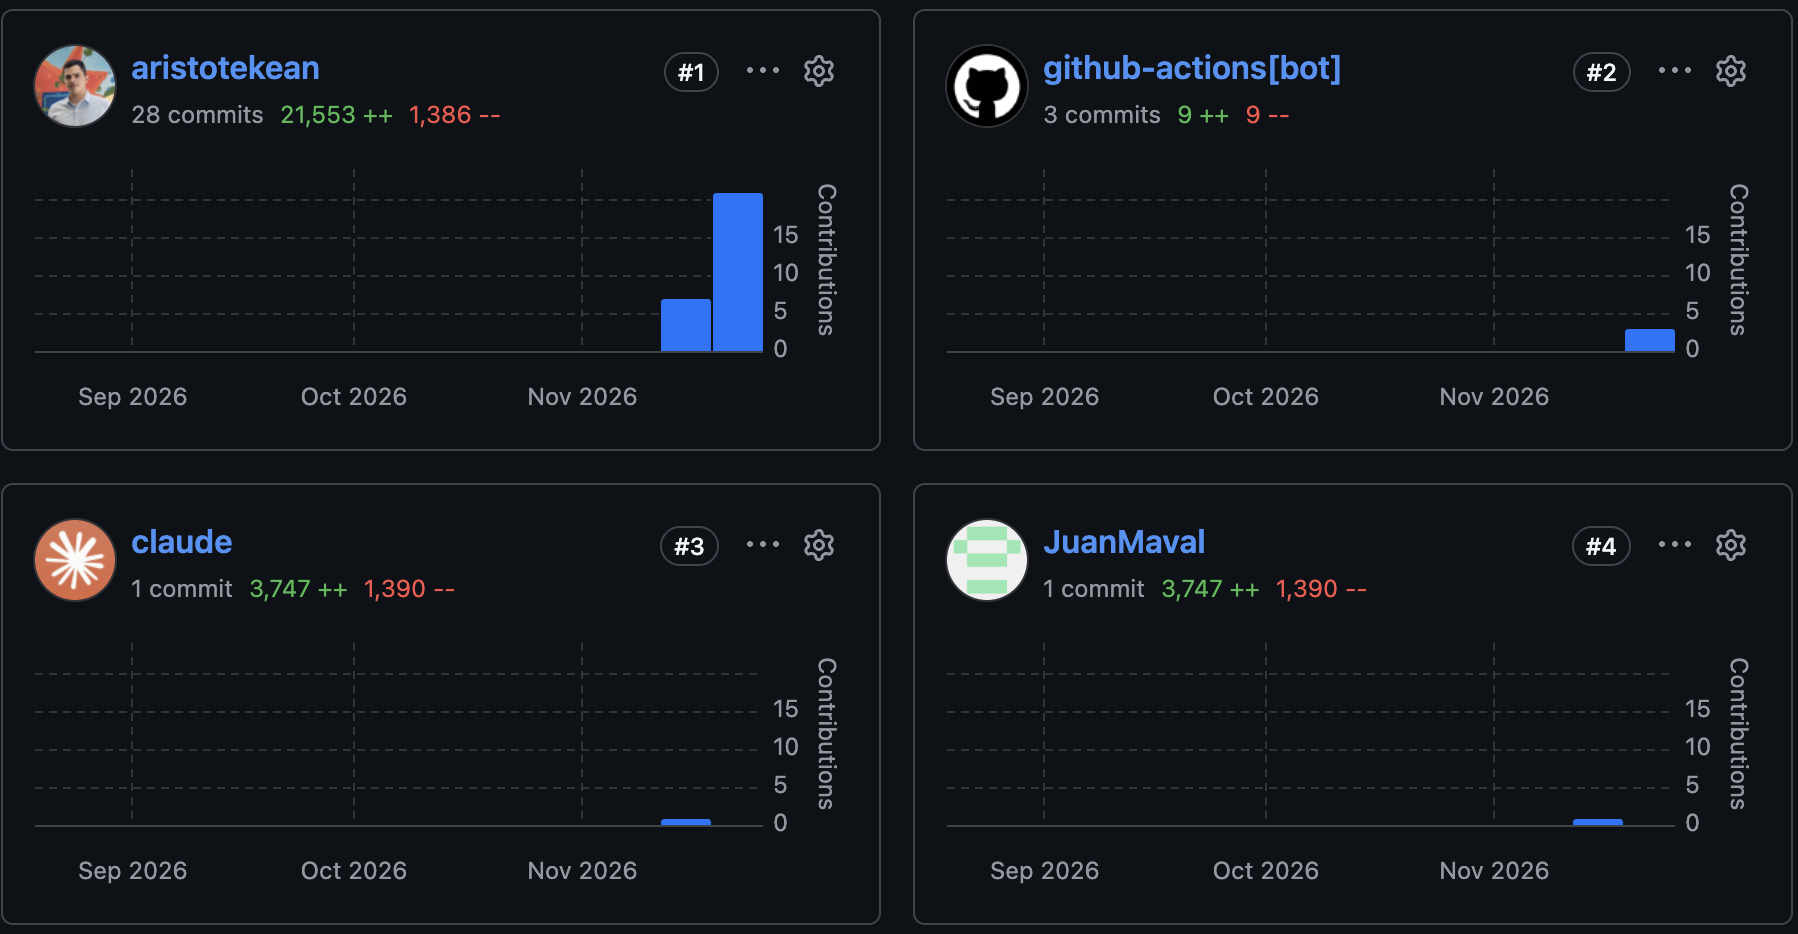 aristotekean
#1
28 commits 21,553 ++ 1,386 --
15
10
5
0
Contributions
Sep 2026 Oct 2026 Nov 2026
github-actions[bot]
#2
3 commits 9 ++ 9 --
15
10
5
0
Contributions
Sep 2026 Oct 2026 Nov 2026
claude
#3
1 commit 3,747 ++ 1,390 --
15
10
5
0
Contributions
Sep 2026 Oct 2026 Nov 2026
JuanMaval
#4
1 commit 3,747 ++ 1,390 --
15
10
5
0
Contributions
Sep 2026 Oct 2026 Nov 2026